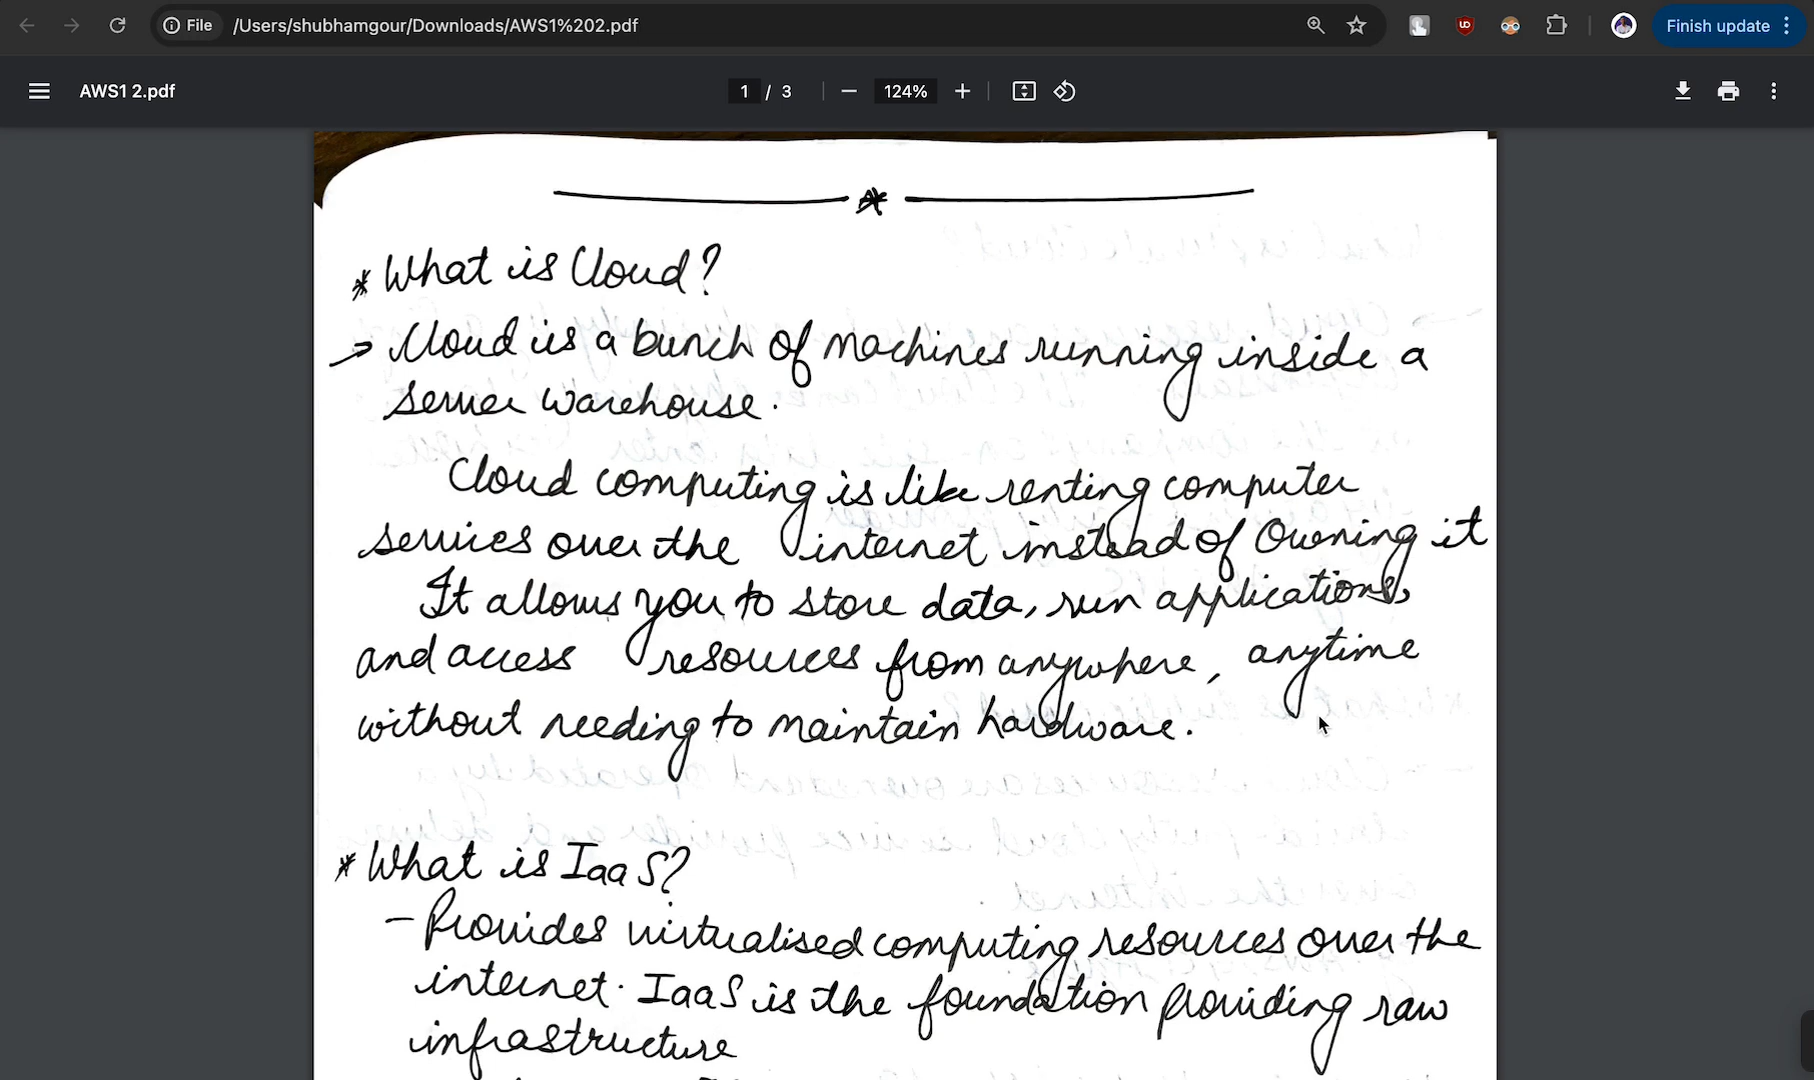 File /Users/shubhamgour/Downloads/AWS1%202.pdf Finish update
AWS1 2.pdf 1 / 3 124%
* What is Cloud?
→ Cloud is a bunch of machines running inside a
server warehouse.
Cloud computing is like renting computer
services over the internet instead of Owning it
It allows you to store data, run applications,
and access resources from anywhere, anytime
without needing to maintain hardware.
* What is IaaS?
- Provides virtualised computing resources over the
internet. IaaS is the foundation providing raw
infrastructure